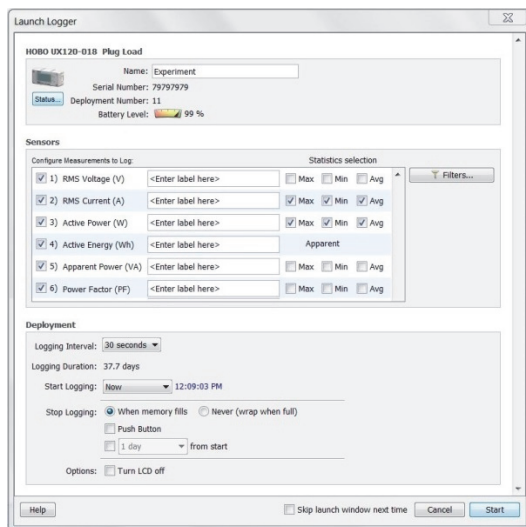 Launch Logger
HOBO UX120-018 Plug Load
Name: Experiment
Serial Number: 79797979
Status... Deployment Number: 11
Battery Level: 99 %
Sensors
Configure Measurements to Log: Statistics selection
1) RMS Voltage (V) <Enter label here> Max Min Avg Filters...
2) RMS Current (A) <Enter label here> Max Min Avg
3) Active Power (W) <Enter label here> Max Min Avg
4) Active Energy (Wh) <Enter label here> Apparent
5) Apparent Power (VA) <Enter label here> Max Min Avg
6) Power Factor (PF) <Enter label here> Max Min Avg
Deployment
Logging Interval: 30 seconds
Logging Duration: 37.7 days
Start Logging: Now 12:09:03 PM
Stop Logging: When memory fills Never (wrap when full)
Push Button
1 day from start
Options: Turn LCD off
Help Skip launch window next time Cancel Start